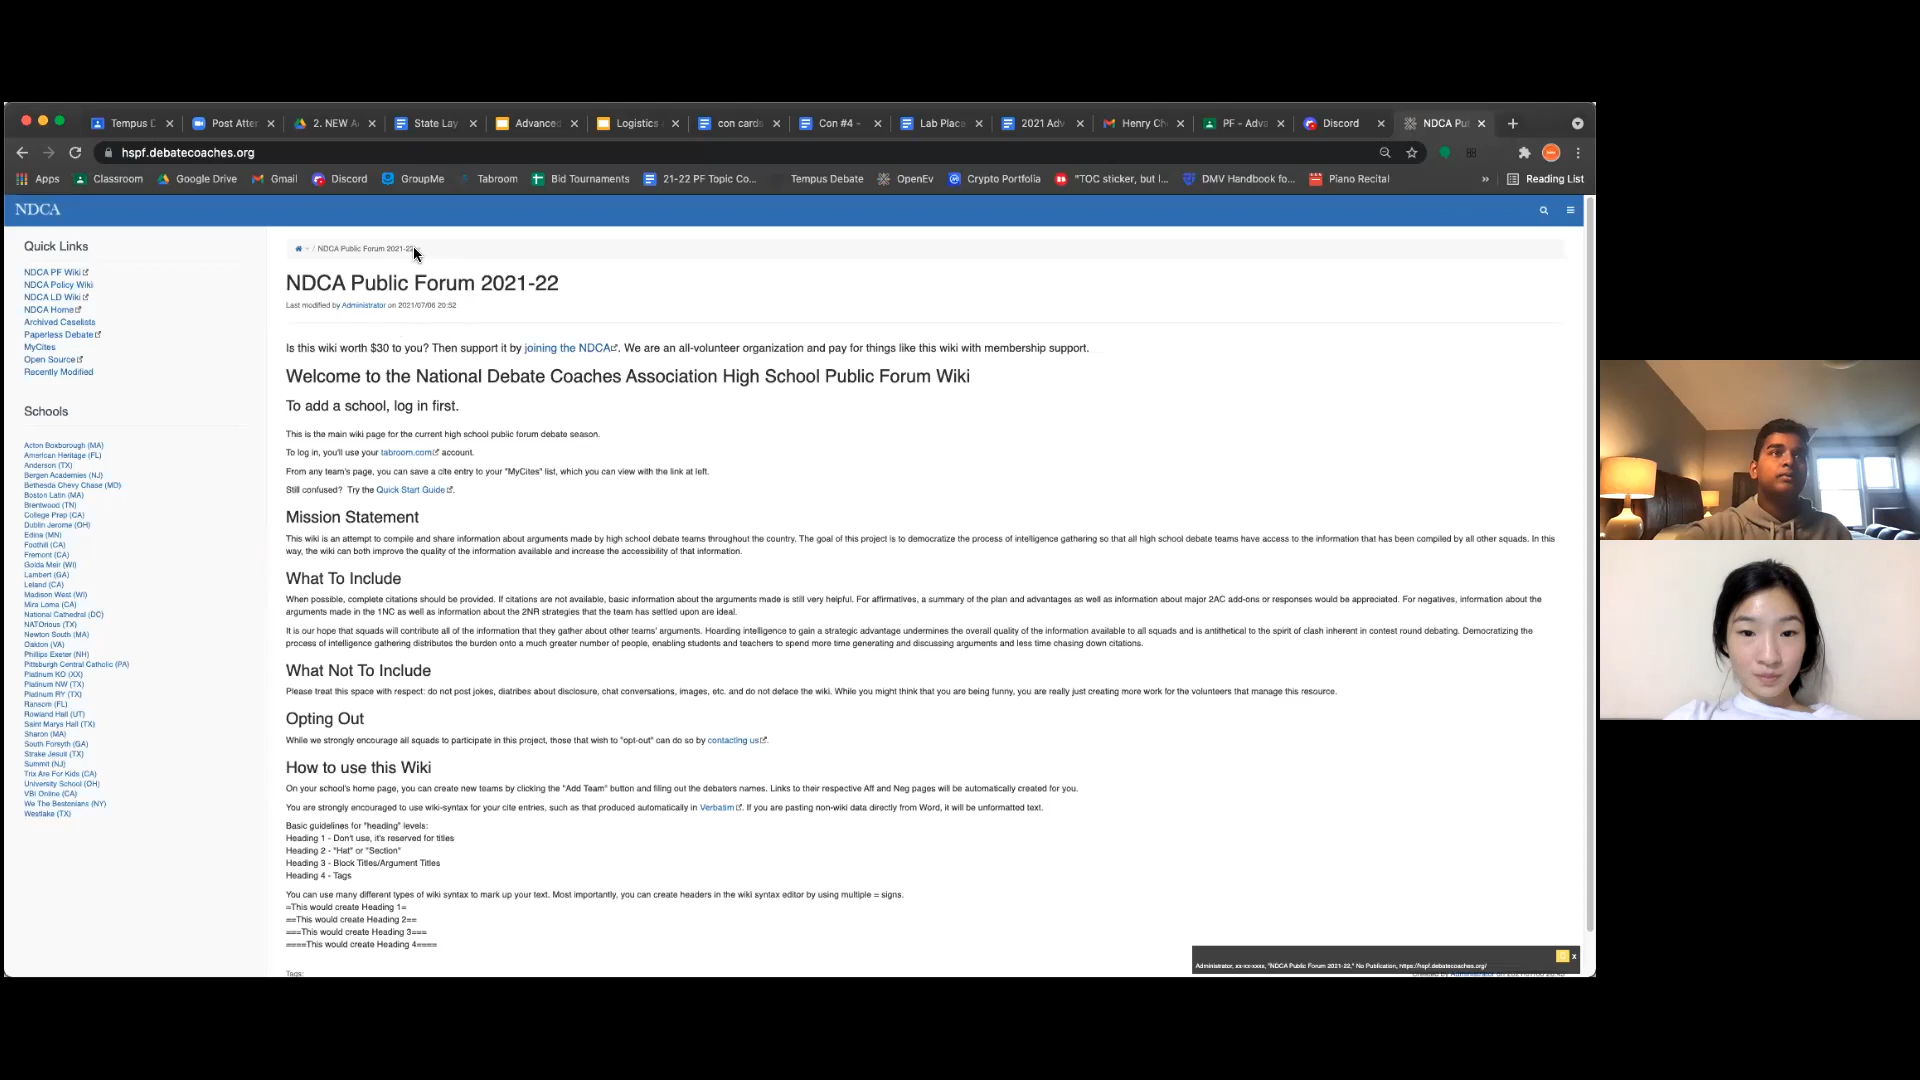 Tempus D
Post Atter
2. NEW A
State Lay
Advanced
Logistics
con cards
Con #4 -
Lab Place
2021 Adv
Henry Ch
PF - Adva
Discord
NDCA Pu
hspf.debatecoaches.org
Apps
Classroom
Google Drive
Gmail
Discord
GroupMe
Tabroom
Bid Tournaments
21-22 PF Topic Co...
Tempus Debate
OpenEv
Crypto Portfolia
"TOC sticker, but I...
DMV Handbook fo...
Piano Recital
»
Reading List
NDCA
Quick Links
NDCA PF Wiki
NDCA Policy Wiki
NDCA LD Wiki
NDCA Home
Archived Caselists
Paperless Debate
MyCites
Open Source
Recently Modified
Schools
Acton Boxborough (MA)
American Heritage (FL)
Anderson (TX)
Bergen Academies (NJ)
Bethesda Chevy Chase (MD)
Boston Latin (MA)
Brentwood (TN)
College Prep (CA)
Dublin Jerome (OH)
Edina (MN)
Foothill (CA)
Fremont (CA)
Golda Meir (WI)
Lambert (GA)
Leland (CA)
Madison West (WI)
Mira Loma (CA)
National Cathedral (DC)
NATOrious (TX)
Newton South (MA)
Oakton (VA)
Phillips Exeter (NH)
Pittsburgh Central Catholic (PA)
Platinum KO (XX)
Platinum NW (TX)
Platinum RY (TX)
Ransom (FL)
Rowland Hall (UT)
Saint Marys Hall (TX)
Sharon (MA)
South Forsyth (GA)
Strake Jesuit (TX)
Summit (NJ)
Trix Are For Kids (CA)
University School (OH)
VBI Online (CA)
We The Bestonians (NY)
Westlake (TX)
/ NDCA Public Forum 2021-22
NDCA Public Forum 2021-22
Last modified by Administrator on 2021/07/06 20:52
Is this wiki worth $30 to you? Then support it by joining the NDCA. We are an all-volunteer organization and pay for things like this wiki with membership support.
Welcome to the National Debate Coaches Association High School Public Forum Wiki
To add a school, log in first.
This is the main wiki page for the current high school public forum debate season.
To log in, you'll use your tabroom.com account.
From any team's page, you can save a cite entry to your "MyCites" list, which you can view with the link at left.
Still confused? Try the Quick Start Guide.
Mission Statement
This wiki is an attempt to compile and share information about arguments made by high school debate teams throughout the country. The goal of this project is to democratize the process of intelligence gathering so that all high school debate teams have access to the information that has been compiled by all other squads. In this
way, the wiki can both improve the quality of the information available and increase the accessibility of that information.
What To Include
When possible, complete citations should be provided. If citations are not available, basic information about the arguments made is still very helpful. For affirmatives, a summary of the plan and advantages as well as information about major 2AC add-ons or responses would be appreciated. For negatives, information about the
arguments made in the 1NC as well as information about the 2NR strategies that the team has settled upon are ideal.
It is our hope that squads will contribute all of the information that they gather about other teams' arguments. Hoarding intelligence to gain a strategic advantage undermines the overall quality of the information available to all squads and is antithetical to the spirit of clash inherent in contest round debating. Democratizing the
process of intelligence gathering distributes the burden onto a much greater number of people, enabling students and teachers to spend more time generating and discussing arguments and less time chasing down citations.
What Not To Include
Please treat this space with respect: do not post jokes, diatribes about disclosure, chat conversations, images, etc. and do not deface the wiki. While you might think that you are being funny, you are really just creating more work for the volunteers that manage this resource.
Opting Out
While we strongly encourage all squads to participate in this project, those that wish to "opt-out" can do so by contacting us.
How to use this Wiki
On your school's home page, you can create new teams by clicking the "Add Team" button and filing out the debaters names. Links to their respective Aff and Neg pages will be automatically created for you.
You are strongly encouraged to use wiki-syntax for your cite entries, such as that produced automatically in Verbatim. If you are pasting non-wiki data directly from Word, it will be unformatted text.
Basic guidelines for "heading" levels:
Heading 1 - Don't use, it's reserved for titles
Heading 2 - "Hat" or "Section"
Heading 3 - Block Titles/Argument Titles
Heading 4 - Tags
You can use many different types of wiki syntax to mark up your text. Most importantly, you can create headers in the wiki syntax editor by using multiple = signs.
=This would create Heading 1=
==This would create Heading 2==
===This would create Heading 3===
====This would create Heading 4====
Tags:
Administrator, xx-xx-xxxx, "NDCA Public Forum 2021-22," No Publication, https://hspf.debatecoaches.org/
x